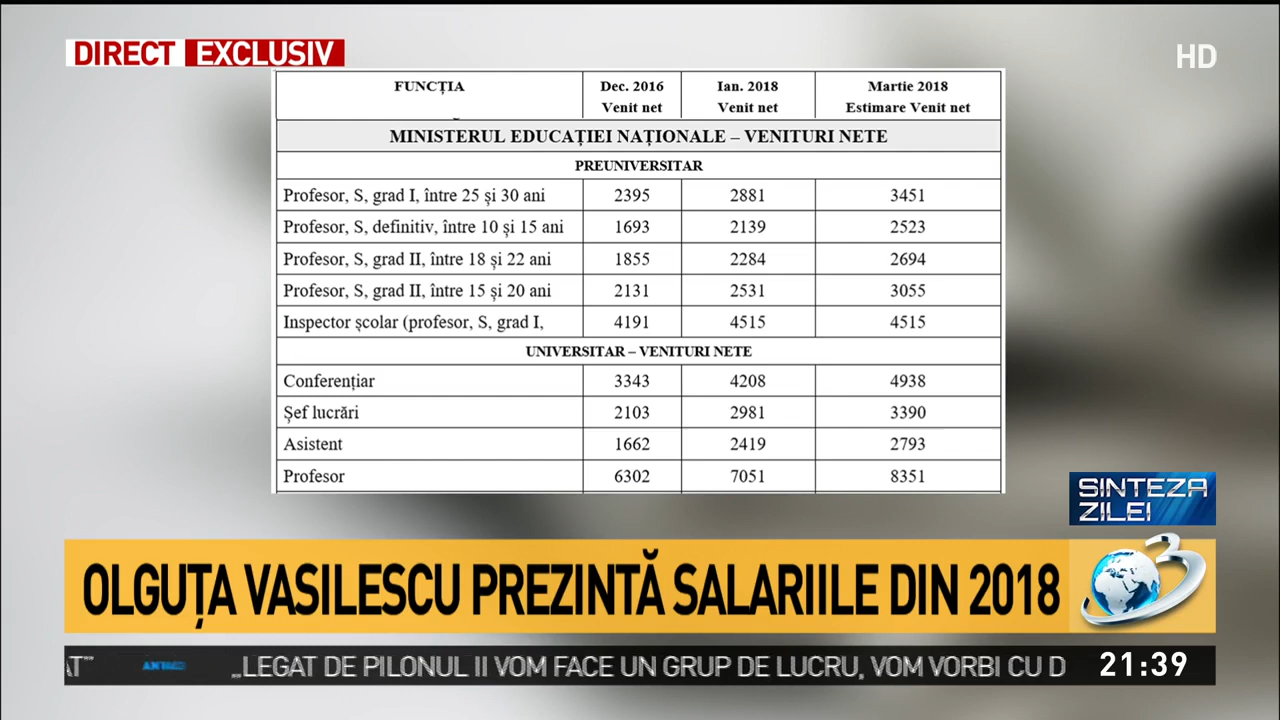 DIRECT EXCLUSIV
HD
FUNCȚIA Dec. 2016 Ian. 2018 Martie 2018
Venit net Venit net Estimare Venit net
MINISTERUL EDUCAȚIEI NAȚIONALE – VENITURI NETE
PREUNIVERSITAR
Profesor, S, grad I, între 25 și 30 ani 2395 2881 3451
Profesor, S, definitiv, între 10 și 15 ani 1693 2139 2523
Profesor, S, grad II, între 18 și 22 ani 1855 2284 2694
Profesor, S, grad II, între 15 și 20 ani 2131 2531 3055
Inspector școlar (profesor, S, grad I, 4191 4515 4515
UNIVERSITAR – VENITURI NETE
Conferențiar 3343 4208 4938
Șef lucrări 2103 2981 3390
Asistent 1662 2419 2793
Profesor 6302 7051 8351
SINTEZA
ZILEI
3
OLGUȚA VASILESCU PREZINTĂ SALARIILE DIN 2018
„LEGAT DE PILONUL II VOM FACE UN GRUP DE LUCRU, VOM VORBI CU D
21:39